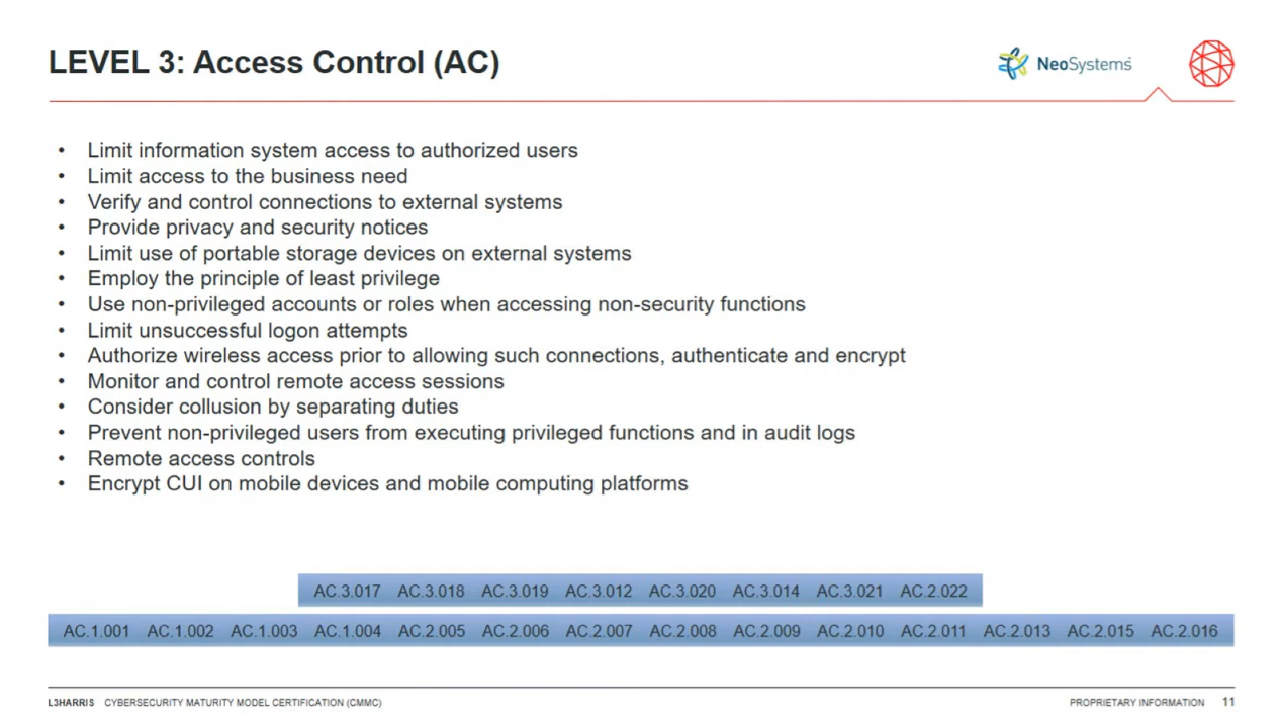 LEVEL 3: Access Control (AC)
NeoSystems
• Limit information system access to authorized users
• Limit access to the business need
• Verify and control connections to external systems
• Provide privacy and security notices
• Limit use of portable storage devices on external systems
• Employ the principle of least privilege
• Use non-privileged accounts or roles when accessing non-security functions
• Limit unsuccessful logon attempts
• Authorize wireless access prior to allowing such connections, authenticate and encrypt
• Monitor and control remote access sessions
• Consider collusion by separating duties
• Prevent non-privileged users from executing privileged functions and in audit logs
• Remote access controls
• Encrypt CUI on mobile devices and mobile computing platforms
AC.3.017 AC.3.018 AC.3.019 AC.3.012 AC.3.020 AC.3.014 AC.3.021 AC.2.022
AC.1.001 AC.1.002 AC.1.003 AC.1.004 AC.2.005 AC.2.006 AC.2.007 AC.2.008 AC.2.009 AC.2.010 AC.2.011 AC.2.013 AC.2.015 AC.2.016
L3HARRIS CYBERSECURITY MATURITY MODEL CERTIFICATION (CMMC) PROPRIETARY INFORMATION 11